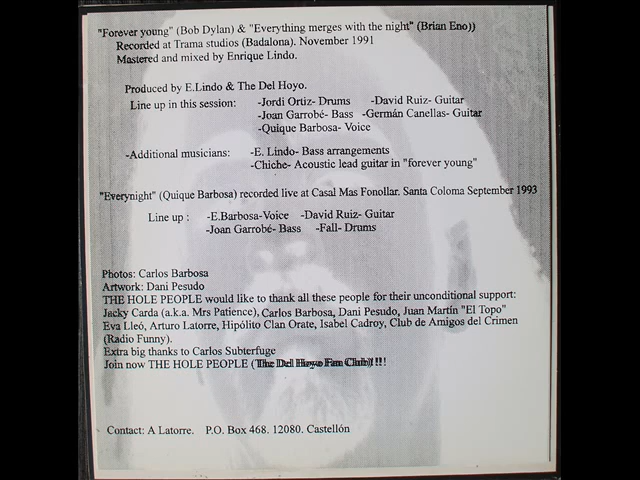 "Forever young" (Bob Dylan) & "Everything merges with the night" (Brian Eno))
Recorded at Trama studios (Badalona). November 1991
Mastered and mixed by Enrique Lindo.
Produced by E.Lindo & The Del Hoyo.
Line up in this session: -Jordi Ortiz- Drums -David Ruiz- Guitar
-Joan Garrobé- Bass -Germán Canellas- Guitar
-Quique Barbosa- Voice
-Additional musicians: -E. Lindo- Bass arrangements
-Chiche- Acoustic lead guitar in "forever young"
"Everynight" (Quique Barbosa) recorded live at Casal Mas Fonollar. Santa Coloma September 1993
Line up : -E.Barbosa-Voice -David Ruiz- Guitar
-Joan Garrobé- Bass -Fall- Drums
Photos: Carlos Barbosa
Artwork: Dani Pesudo
THE HOLE PEOPLE would like to thank all these people for their unconditional support:
Jacky Carda (a.k.a. Mrs Patience), Carlos Barbosa, Dani Pesudo, Juan Martín "El Topo"
Eva Lleó, Arturo Latorre, Hipólito Clan Orate, Isabel Cadroy, Club de Amigos del Crimen
(Radio Funny).
Extra big thanks to Carlos Subterfuge
Join now THE HOLE PEOPLE (The Del Hoyo Fan Club)!!!
Contact: A Latorre. P.O. Box 468. 12080. Castellón